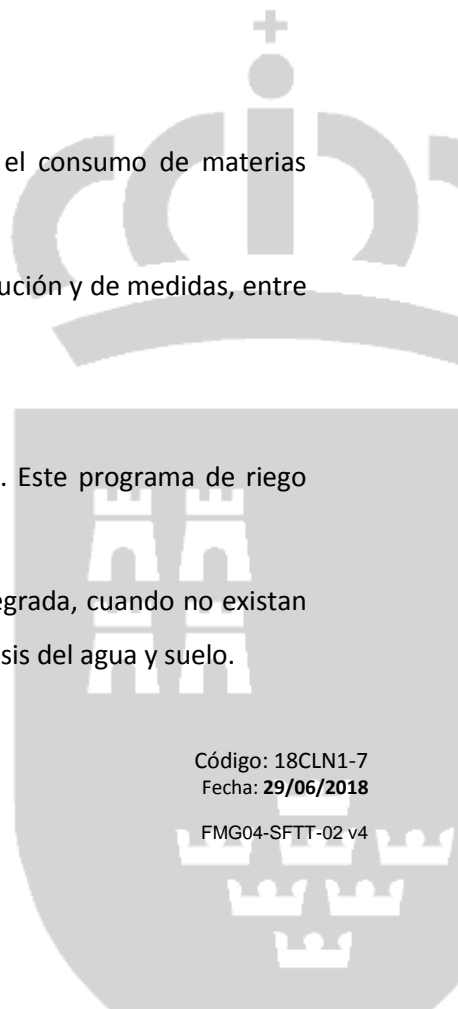 el consumo de materias
ución y de medidas, entre
. Este programa de riego
egrada, cuando no existan
sis del agua y suelo.
Código: 18CLN1-7
Fecha: 29/06/2018
FMG04-SFTT-02 v4